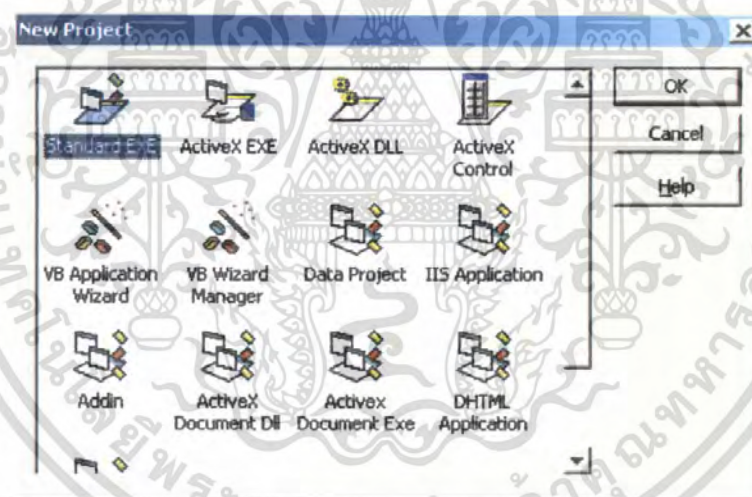 New Project
OK
Cancel
Help
Standard EXE
ActiveX EXE
ActiveX DLL
ActiveX
Control
VB Application
Wizard
VB Wizard
Manager
Data Project
IIS Application
Addin
ActiveX
Document Dll
Activex
Document Exe
DHTML
Application